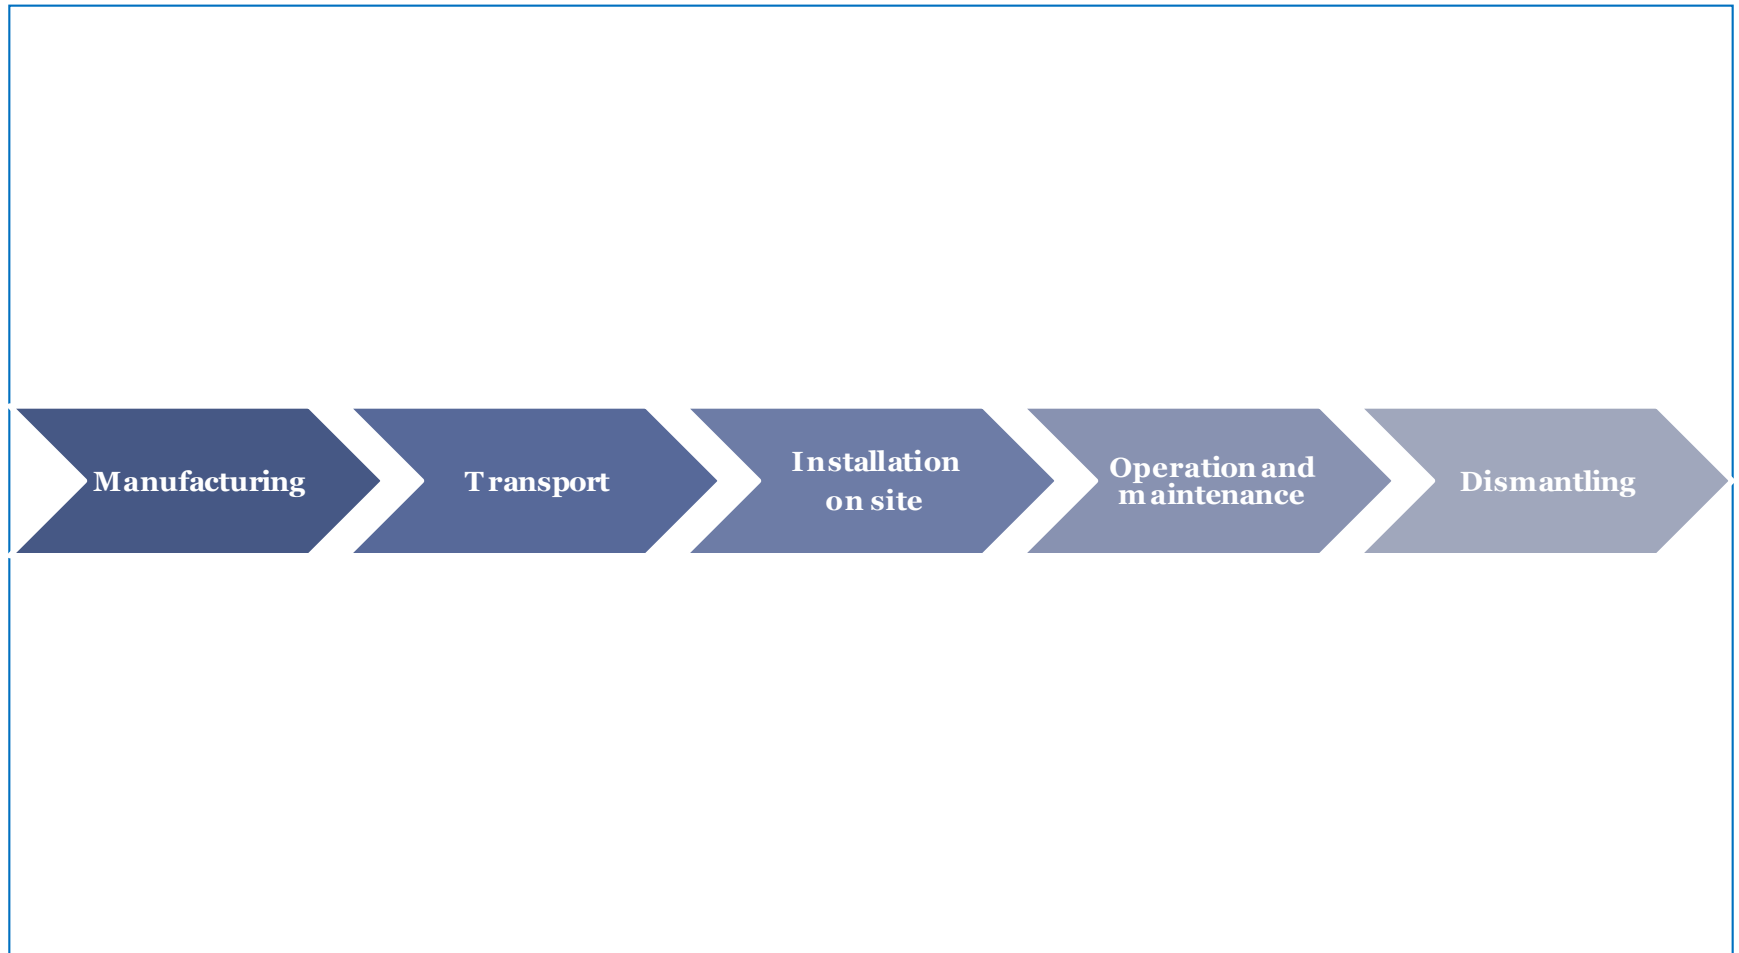 Manufacturing
Transport
Installation
on site
Operation and
maintenance
Dismantling